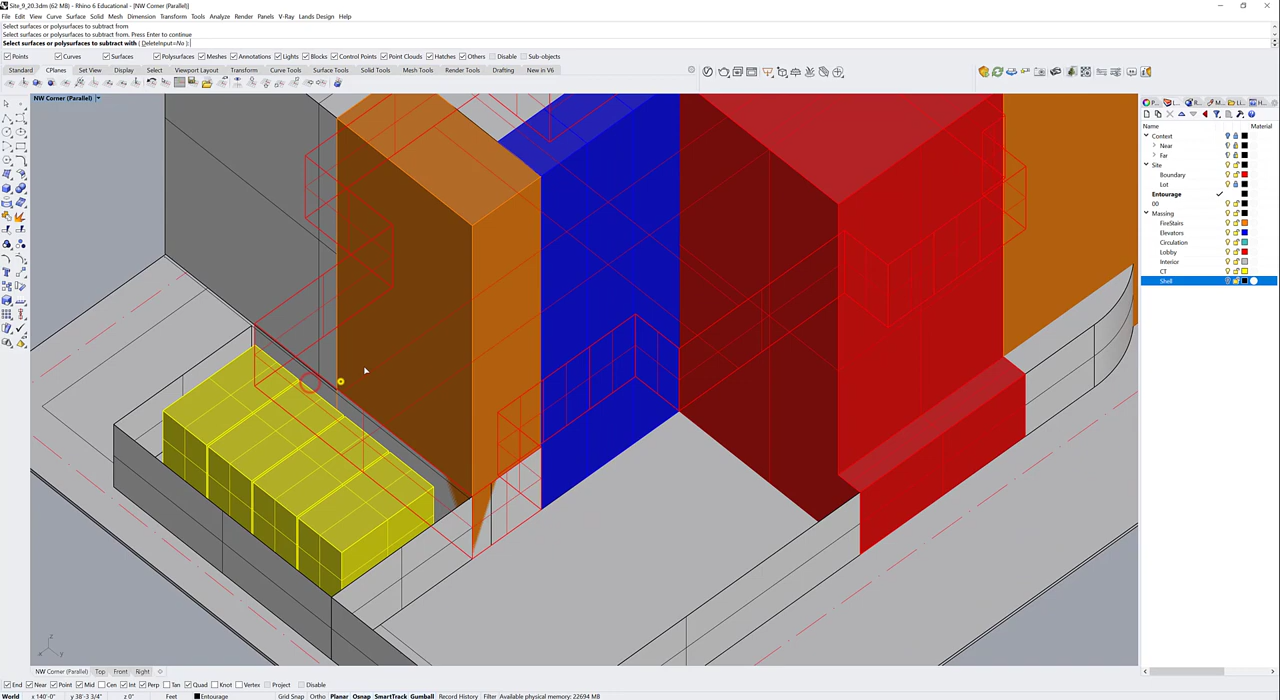 Site_9_20.3dm (62 MB) - Rhino 6 Educational - [NW Corner (Parallel)]
File Edit View Curve Surface Solid Mesh Dimension Transform Tools Analyze Render Panels V-Ray Lands Design Help
Select surfaces or polysurfaces to subtract from
Select surfaces or polysurfaces to subtract from. Press Enter to continue
Select surfaces or polysurfaces to subtract with ( DeleteInput=No ):
Points Curves Surfaces Polysurfaces Meshes Annotations Lights Blocks Control Points Point Clouds Hatches Others Disable Sub-objects
Standard CPlanes Set View Display Select Viewport Layout Transform Curve Tools Surface Tools Solid Tools Mesh Tools Render Tools Drafting New in V6
NW Corner (Parallel)
Name Material
Context
Near
Far
Site
Boundary
Lot
Entourage
00
Massing
FireStairs
Elevators
Circulation
Lobby
Interior
CT
Shell
z
x y
NW Corner (Parallel) Top Front Right
End Near Point Mid Cen Int Perp Tan Quad Knot Vertex Project Disable
World x 140'-0" y 38'-3 3/4" z 0" Feet Entourage Grid Snap Ortho Planar Osnap SmartTrack Gumball Record History Filter Available physical memory: 22694 MB